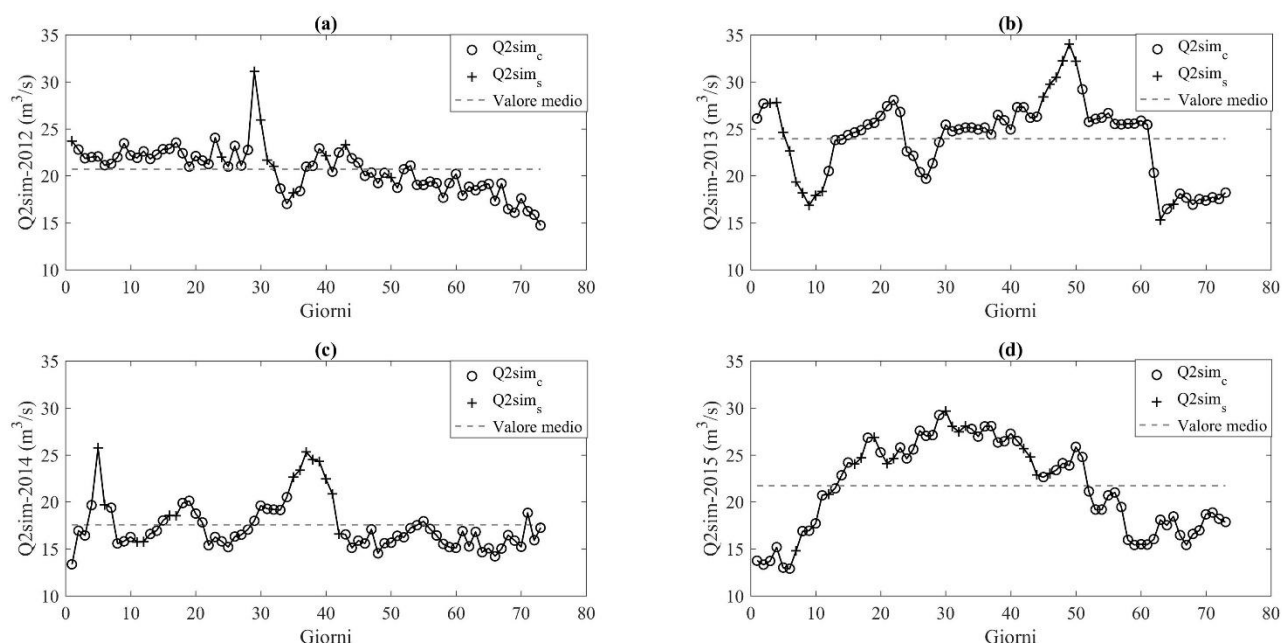 (a)
35
30
25
20
15
10
Q2sim-2012 (m³/s)
Q2sim_c
Q2sim_s
Valore medio
0 10 20 30 40 50 60 70 80
Giorni
(b)
35
30
25
20
15
10
Q2sim-2013 (m³/s)
Q2sim_c
Q2sim_s
Valore medio
0 10 20 30 40 50 60 70 80
Giorni
(c)
35
30
25
20
15
10
Q2sim-2014 (m³/s)
Q2sim_c
Q2sim_s
Valore medio
0 10 20 30 40 50 60 70 80
Giorni
(d)
35
30
25
20
15
10
Q2sim-2015 (m³/s)
Q2sim_c
Q2sim_s
Valore medio
0 10 20 30 40 50 60 70 80
Giorni